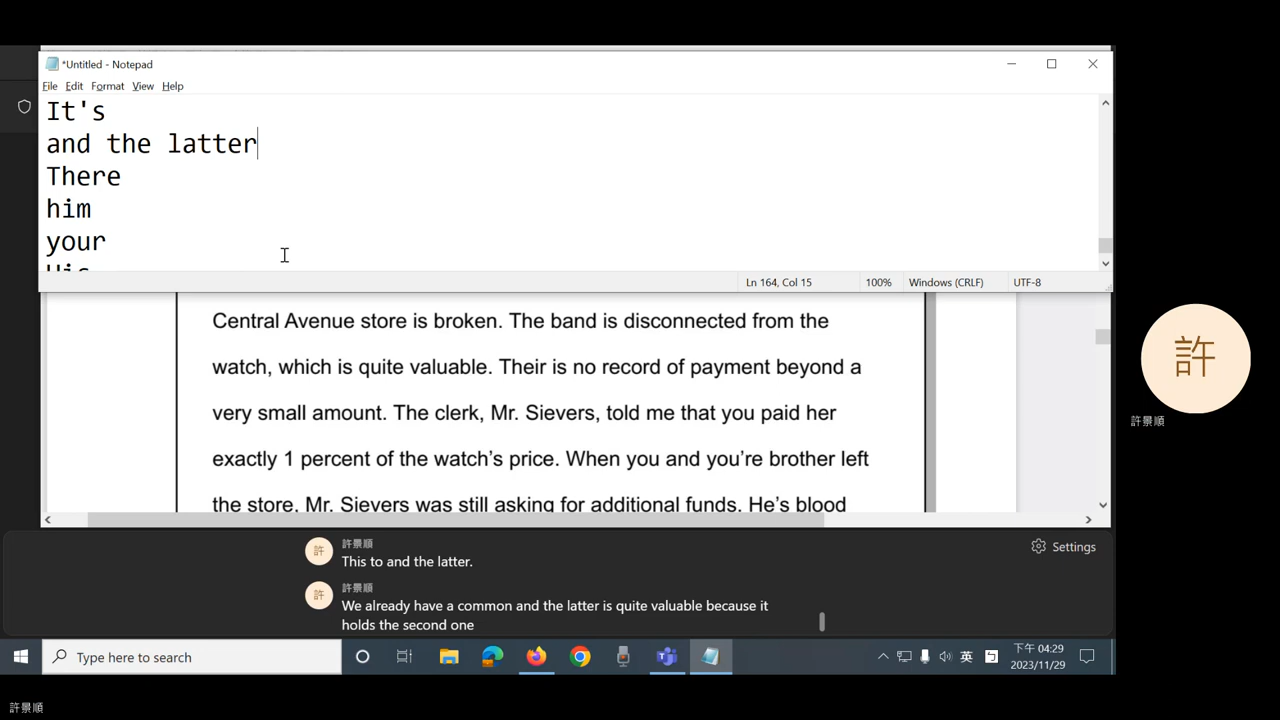 *Untitled - Notepad
File Edit Format View Help
It's
and the latter
There
him
your
His
Ln 164, Col 15 100% Windows (CRLF) UTF-8
Central Avenue store is broken. The band is disconnected from the
watch, which is quite valuable. Their is no record of payment beyond a
very small amount. The clerk, Mr. Sievers, told me that you paid her
exactly 1 percent of the watch's price. When you and you're brother left
the store, Mr. Sievers was still asking for additional funds. He's blood
許
許景順
許 許景順
This to and the latter.
許 許景順
We already have a common and the latter is quite valuable because it
holds the second one
Settings
Type here to search
英
下午 04:29
2023/11/29
許景順